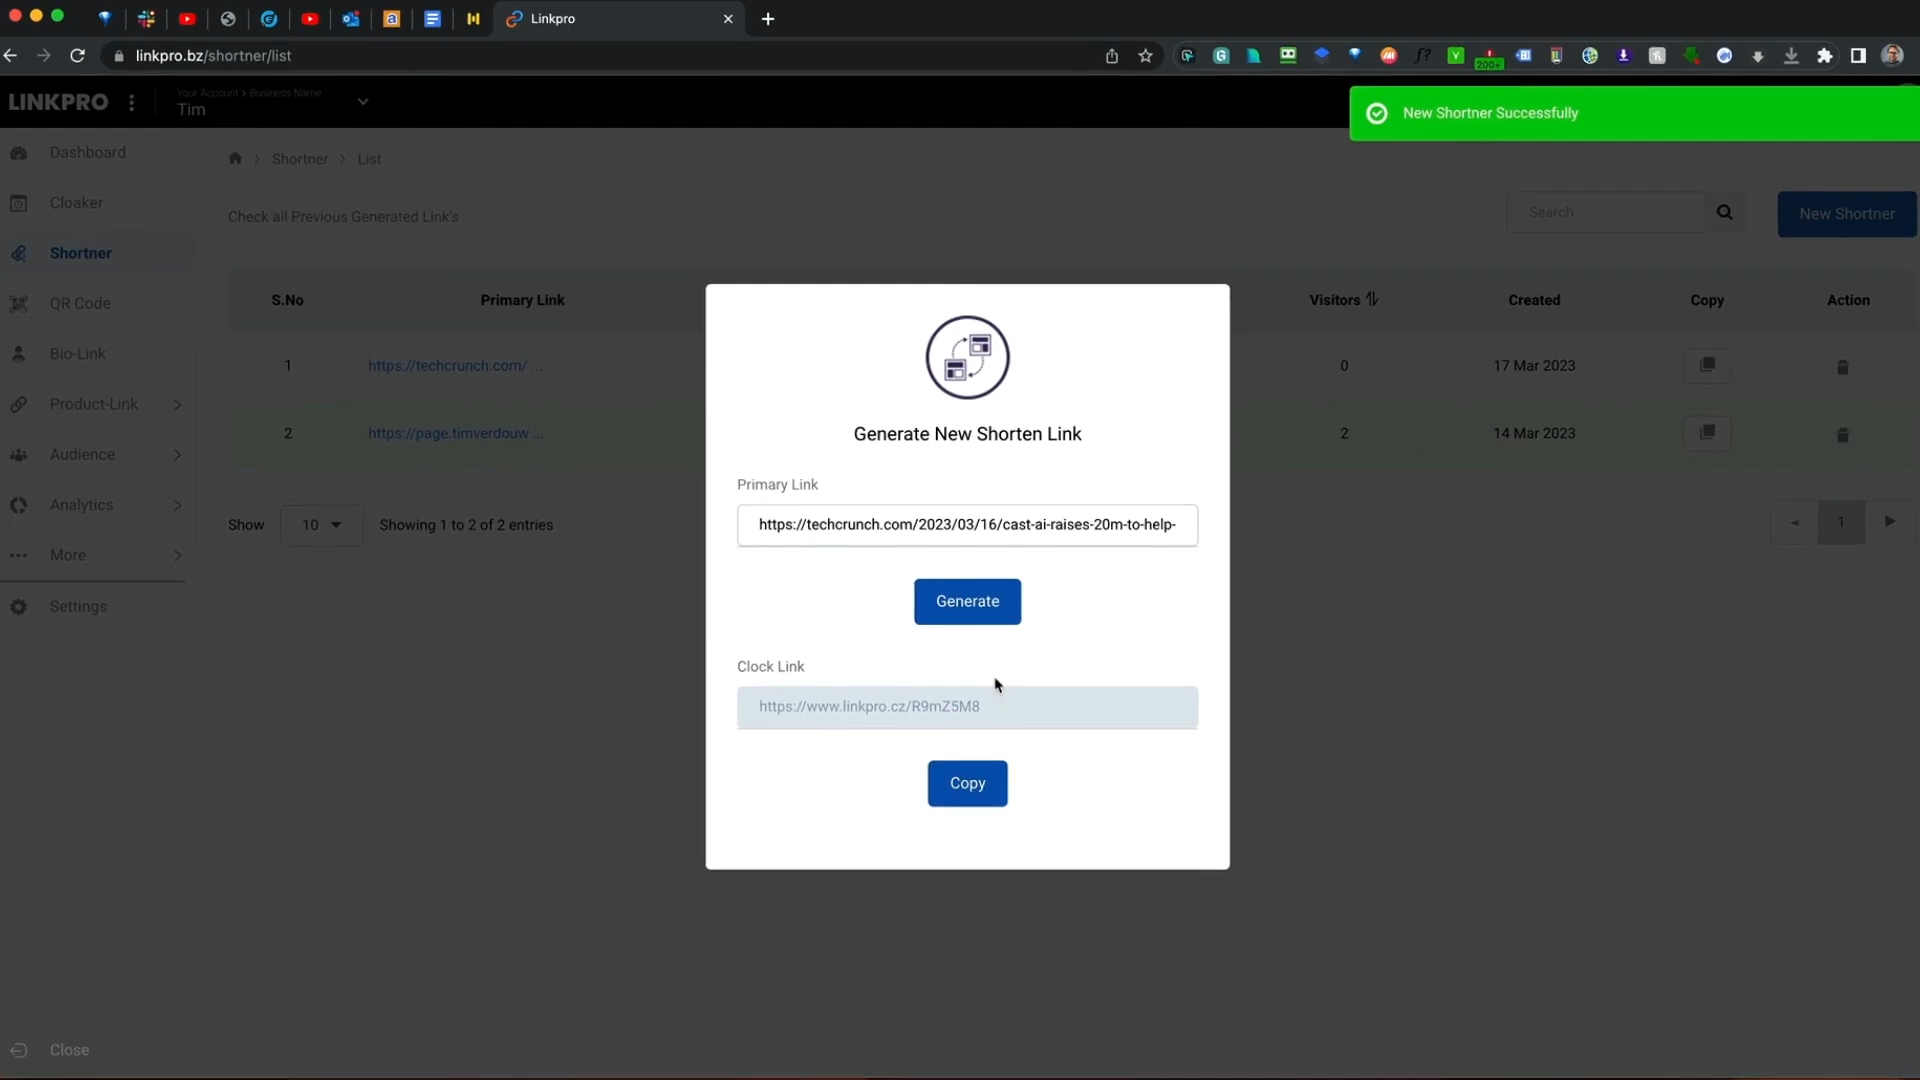 Linkpro
linkpro.bz/shortner/list
200+
LINKPRO
Your Account > Business Name
Tim
New Shortner Successfully
Dashboard
Cloaker
Shortner
QR Code
Bio-Link
Product-Link
Audience
Analytics
More
Settings
Close
Shortner > List
Check all Previous Generated Link's
Search
New Shortner
S.No Primary Link Visitors Created Copy Action
1 https://techcrunch.com/ ... 0 17 Mar 2023
2 https://page.timverdouw ... 2 14 Mar 2023
Show 10 Showing 1 to 2 of 2 entries
1
Generate New Shorten Link
Primary Link
https://techcrunch.com/2023/03/16/cast-ai-raises-20m-to-help-
Generate
Clock Link
https://www.linkpro.cz/R9mZ5M8
Copy